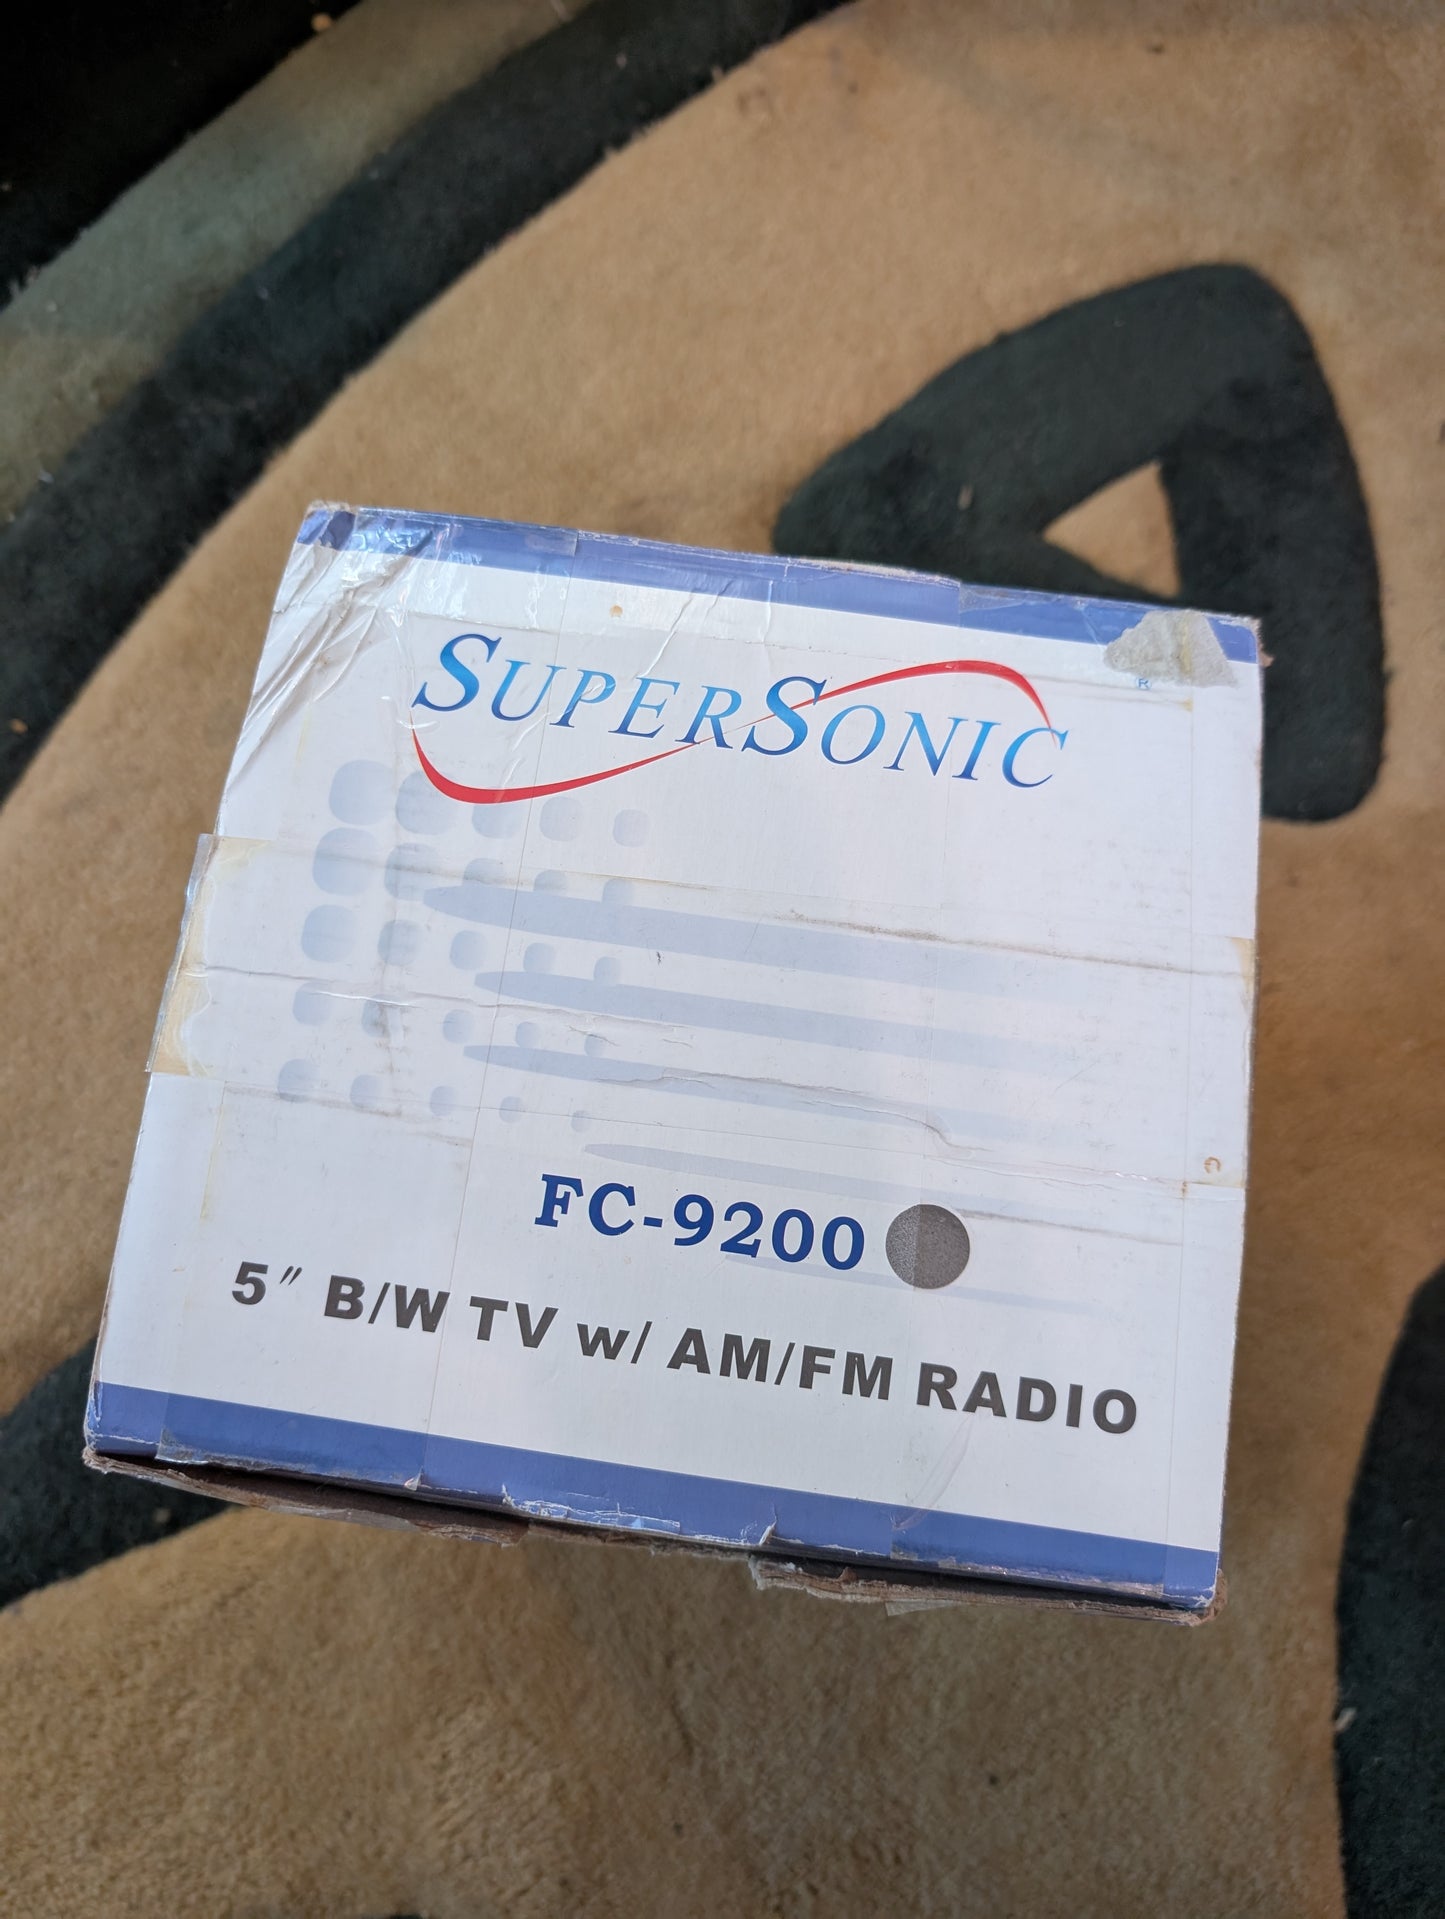 SUPERSONIC
®
FC-9200
5" B/W TV w/ AM/FM RADIO